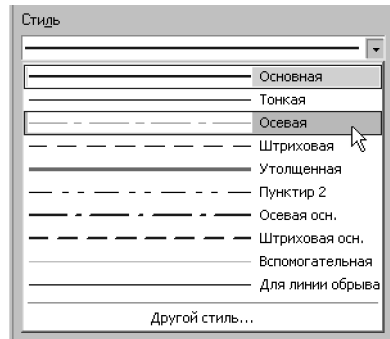 Стиль
Основная
Тонкая
Осевая
Штриховая
Утолщенная
Пунктир 2
Осевая осн.
Штриховая осн.
Вспомогательная
Для линии обрыва
Другой стиль...